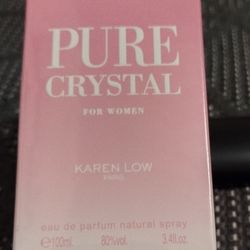 PURE
CRYSTAL
FOR WOMEN
KAREN LOW
PARIS
eau de parfum natural spray
℮100ml. 80%vol. 3.4fl.oz